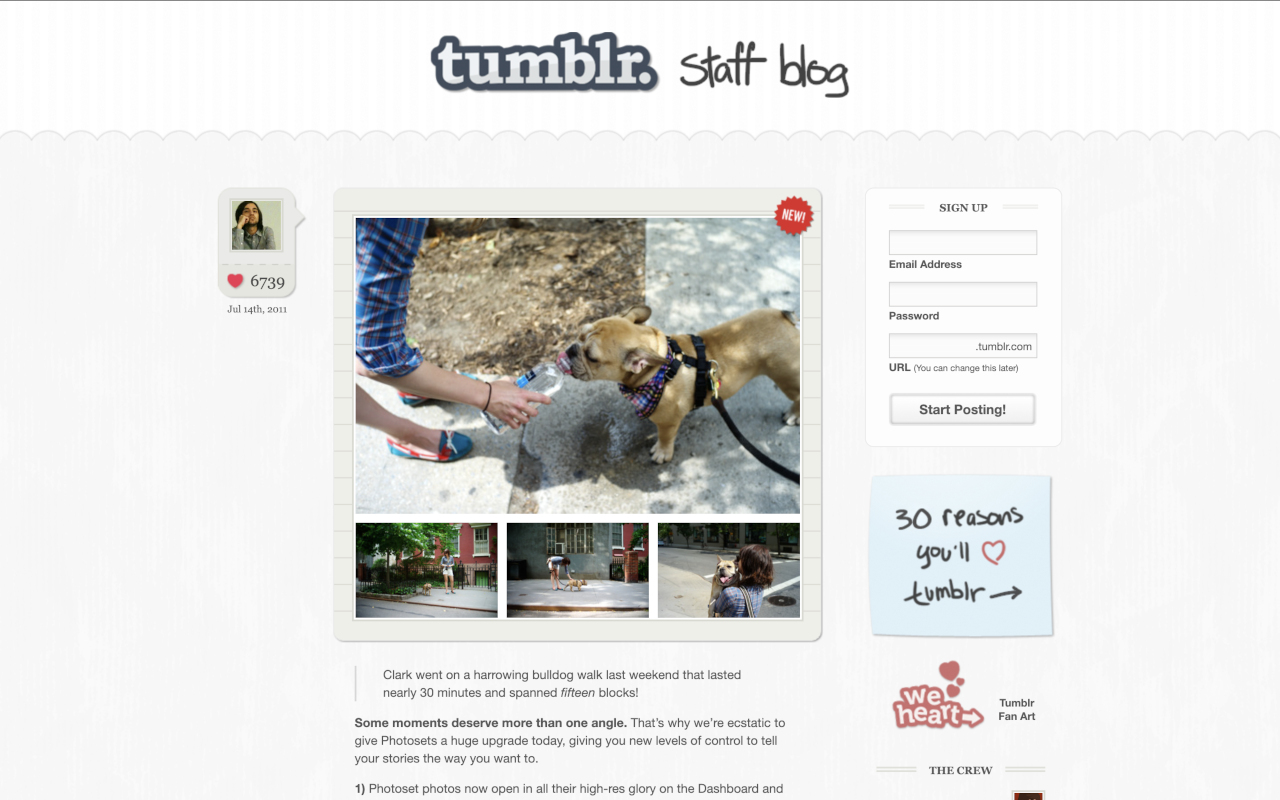 tumblr. staff blog
6739
Jul 14th, 2011
NEW!
Clark went on a harrowing bulldog walk last weekend that lasted
nearly 30 minutes and spanned fifteen blocks!
Some moments deserve more than one angle. That’s why we’re ecstatic to
give Photosets a huge upgrade today, giving you new levels of control to tell
your stories the way you want to.
1) Photoset photos now open in all their high-res glory on the Dashboard and
SIGN UP
Email Address
Password
.tumblr.com
URL (You can change this later)
Start Posting!
30 reasons
you'll
tumblr
we
heart
Tumblr
Fan Art
THE CREW